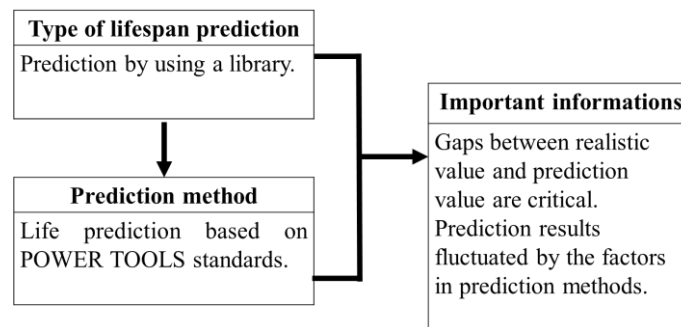 Type of lifespan prediction
Prediction by using a library.
Prediction method
Life prediction based on
POWER TOOLS standards.
Important informations
Gaps between realistic
value and prediction
value are critical.
Prediction results
fluctuated by the factors
in prediction methods.